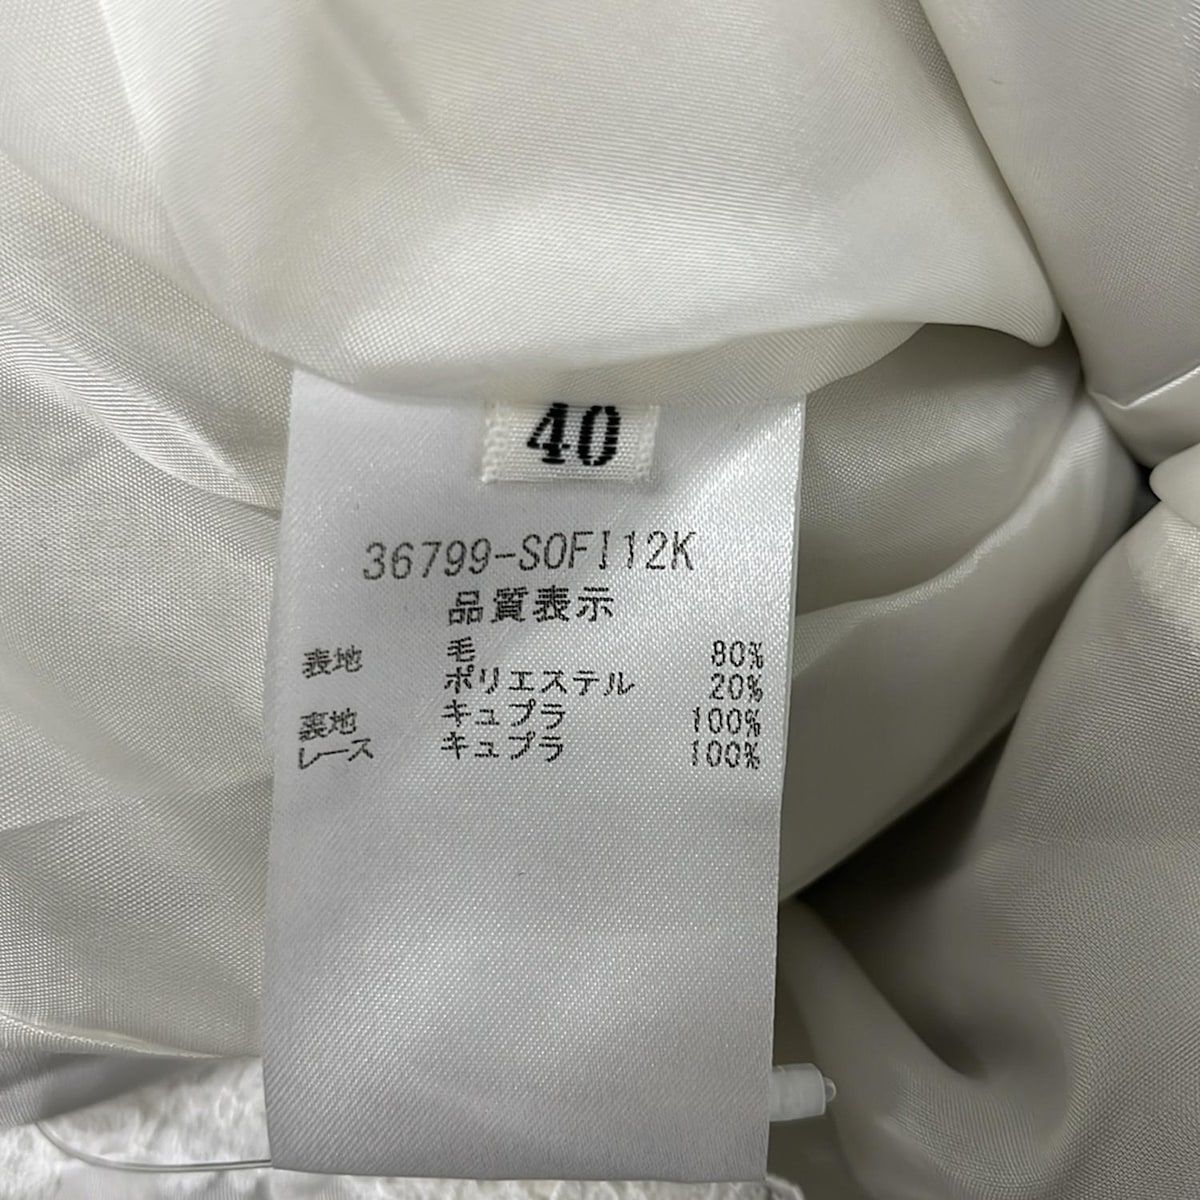 40
36799-SOFI12K
品質表示
表地 毛 80%
ポリエステル 20%
裏地 キュプラ 100%
レース キュプラ 100%